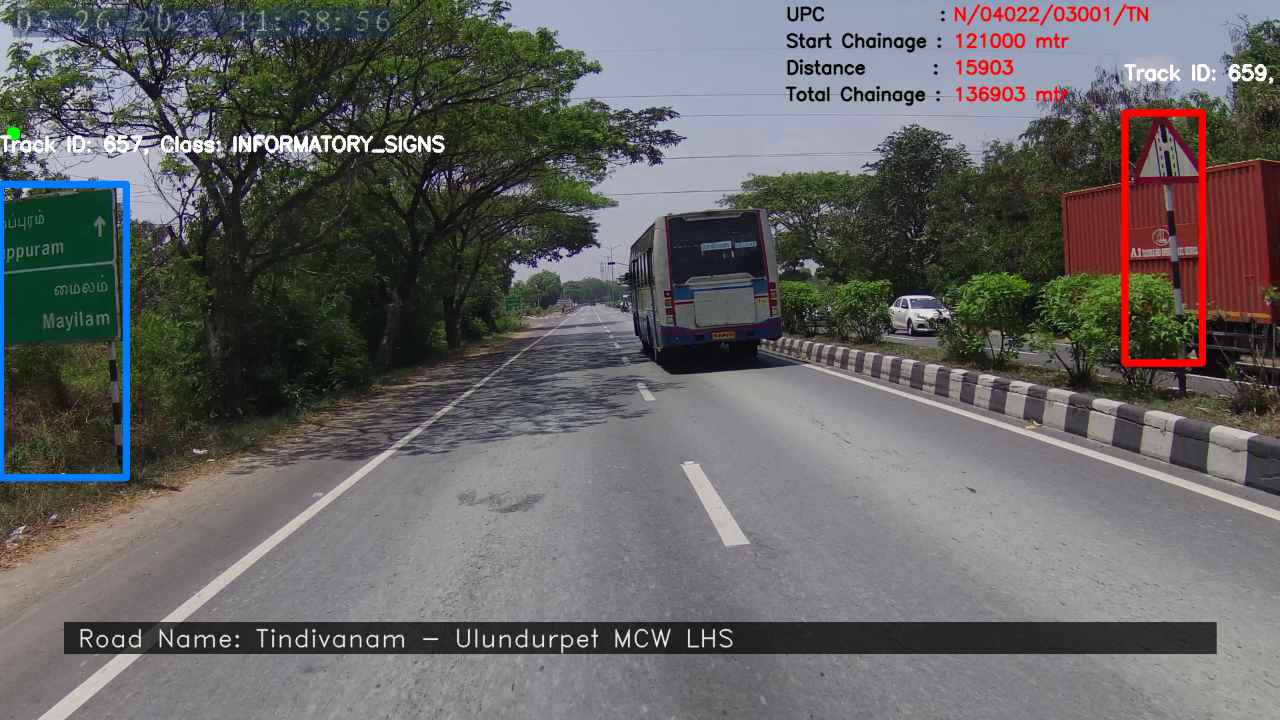 03-26-2025 11:38:56
UPC : N/04022/03001/TN
Start Chainage : 121000 mtr
Distance : 15903
Total Chainage : 136903 mtr
Track ID: 659,
Track ID: 657, Class: INFORMATORY_SIGNS
ப்புரம்
ppuram
மைலம்
Mayilam
Road Name: Tindivanam - Ulundurpet MCW LHS